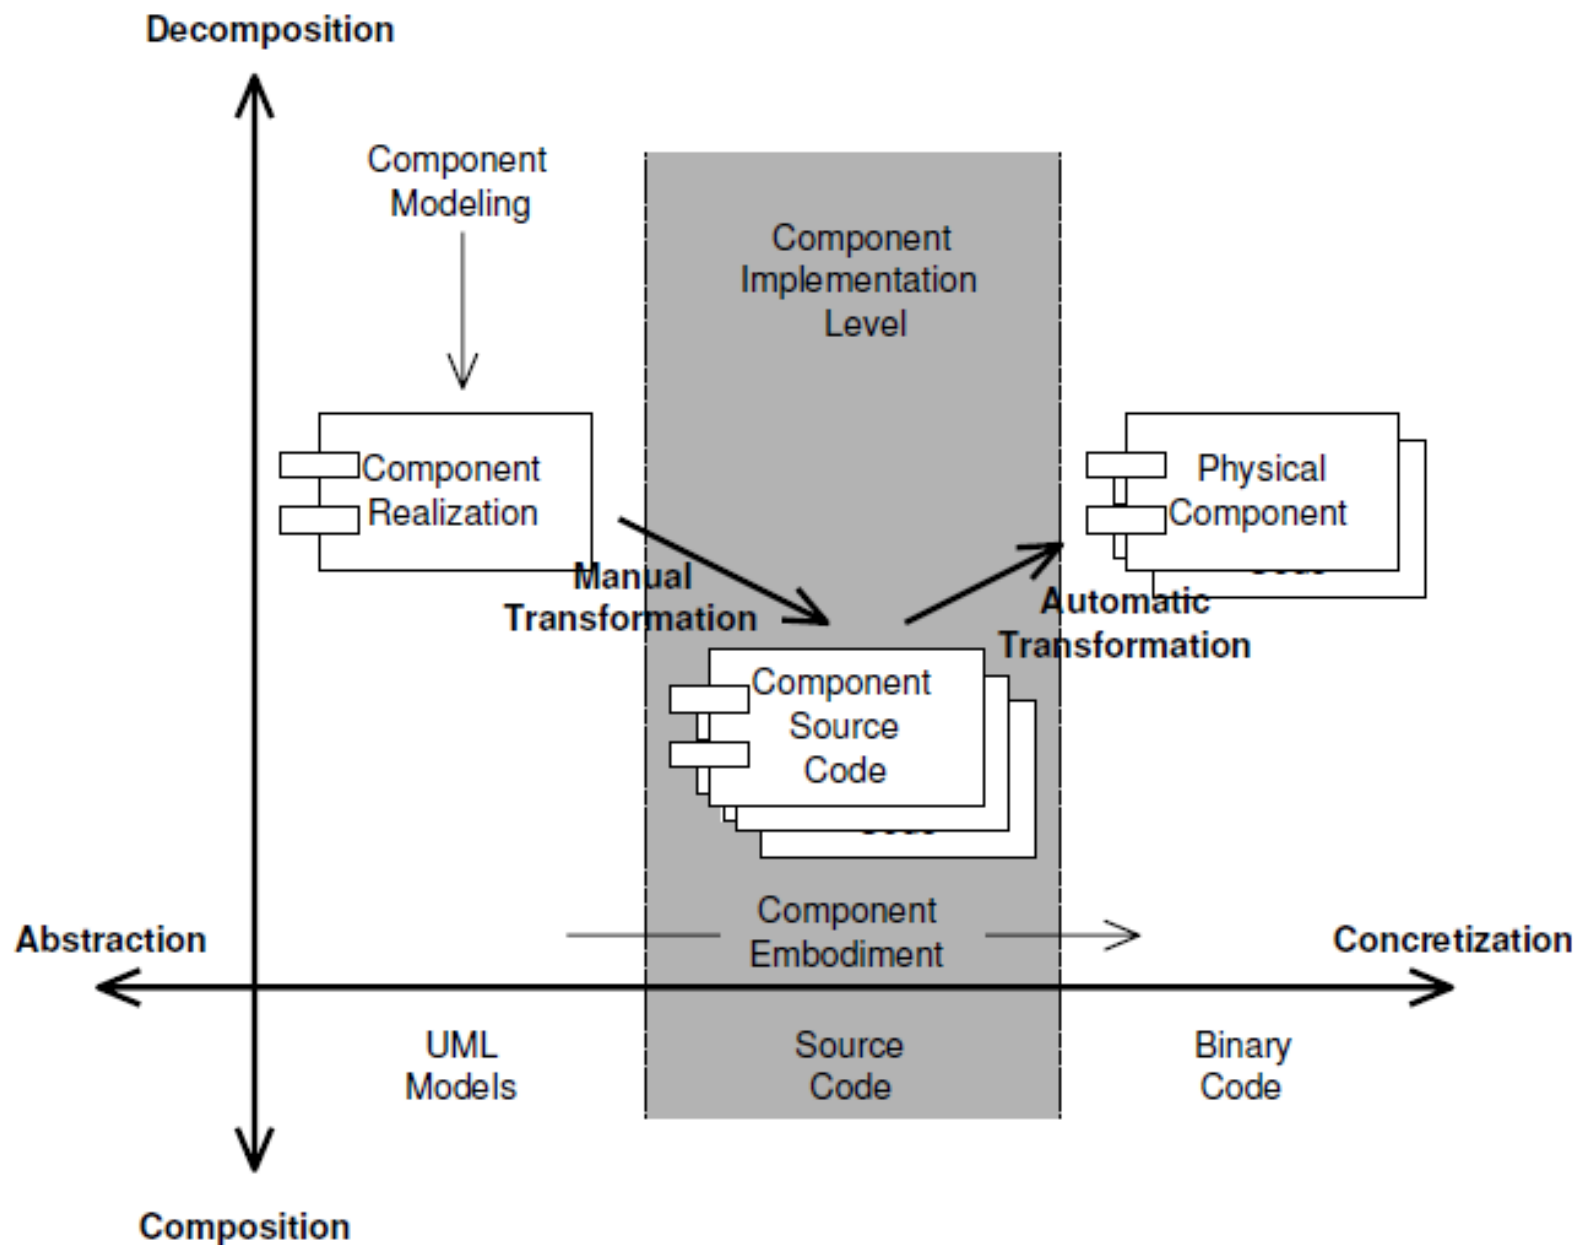 Decomposition
Component
Modeling
Component
Implementation
Level
Component
Realization
Physical
Component
Manual
Transformation
Automatic
Transformation
Component
Source
Code
Component
Embodiment
Abstraction
Concretization
UML
Models
Source
Code
Binary
Code
Composition